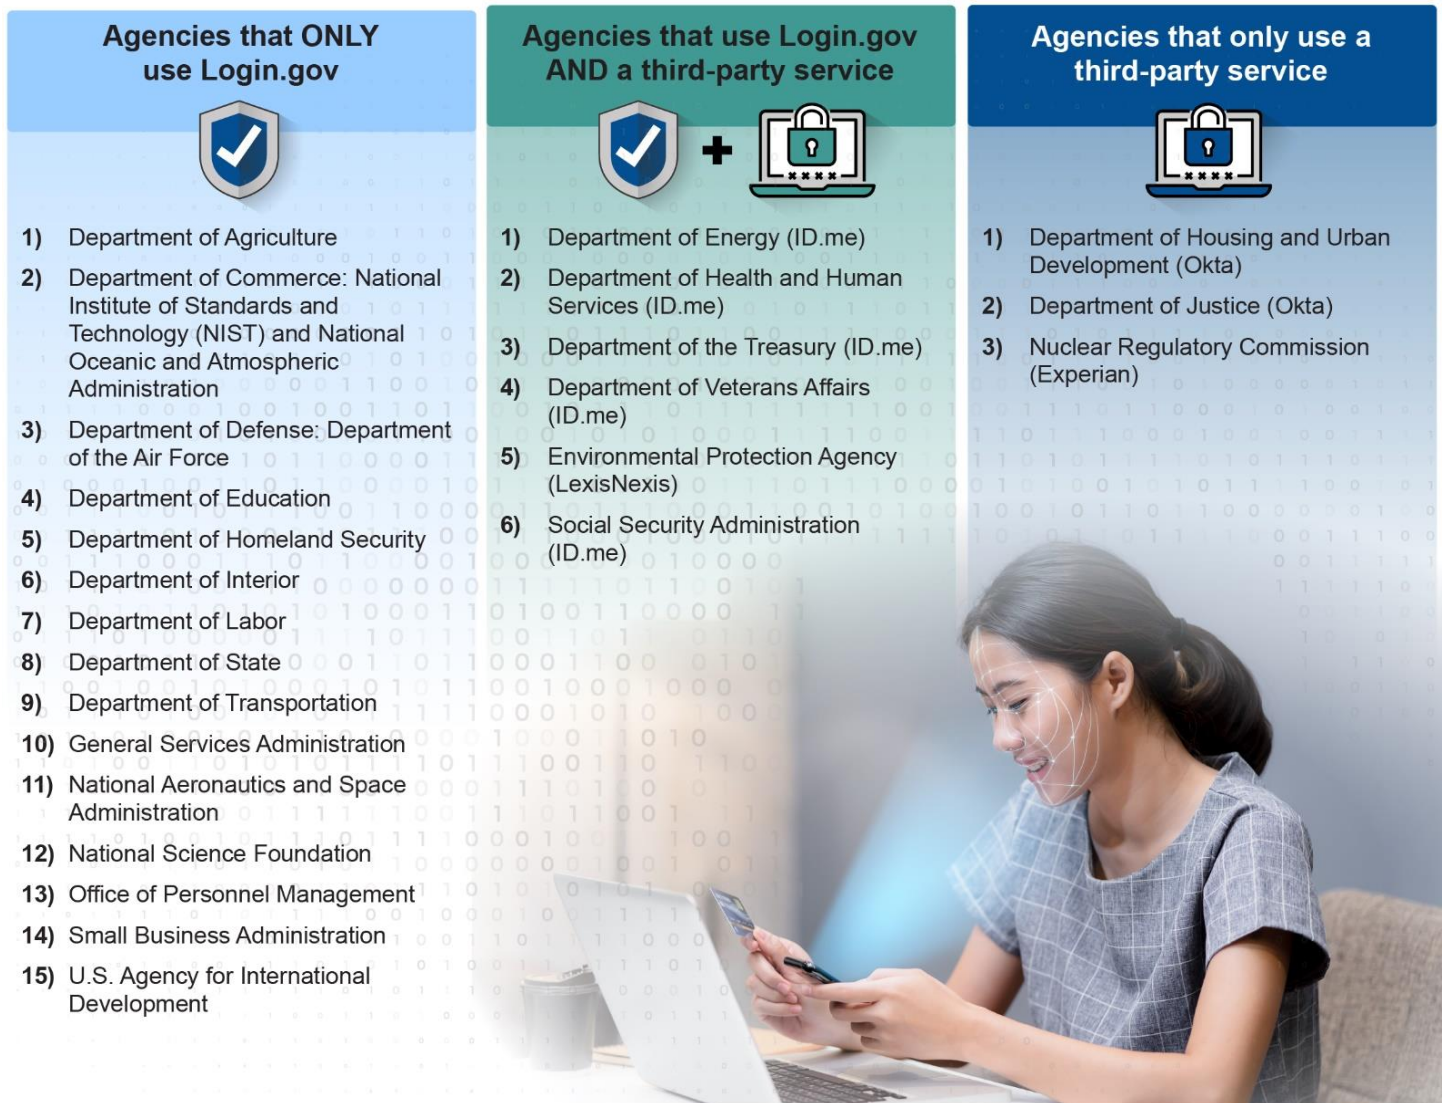 Agencies that ONLY
use Login.gov
1) Department of Agriculture
2) Department of Commerce: National
Institute of Standards and
Technology (NIST) and National
Oceanic and Atmospheric
Administration
3) Department of Defense: Department
of the Air Force
4) Department of Education
5) Department of Homeland Security
6) Department of Interior
7) Department of Labor
8) Department of State
9) Department of Transportation
10) General Services Administration
11) National Aeronautics and Space
Administration
12) National Science Foundation
13) Office of Personnel Management
14) Small Business Administration
15) U.S. Agency for International
Development
Agencies that use Login.gov
AND a third-party service
1) Department of Energy (ID.me)
2) Department of Health and Human
Services (ID.me)
3) Department of the Treasury (ID.me)
4) Department of Veterans Affairs
(ID.me)
5) Environmental Protection Agency
(LexisNexis)
6) Social Security Administration
(ID.me)
Agencies that only use a
third-party service
1) Department of Housing and Urban
Development (Okta)
2) Department of Justice (Okta)
3) Nuclear Regulatory Commission
(Experian)